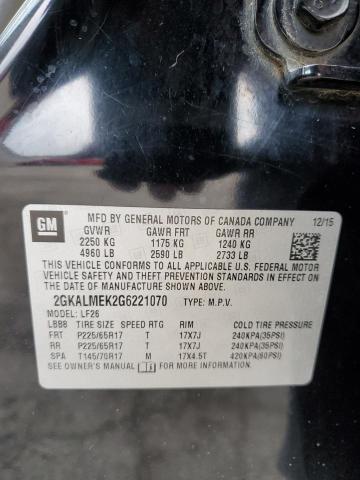 GM
MFD BY GENERAL MOTORS OF CANADA COMPANY 12/15
GVWR GAWR FRT GAWR RR
2250 KG 1175 KG 1240 KG
4960 LB 2590 LB 2733 LB
THIS VEHICLE CONFORMS TO ALL APPLICABLE U.S. FEDERAL
MOTOR VEHICLE SAFETY AND THEFT PREVENTION
STANDARDS IN EFFECT ON THE DATE
OF MANUFACTURE SHOWN ABOVE.
2GKALMEK2G6221070 TYPE: M.P.V.
MODEL: LF26
LBB8 TIRE SIZE SPEED RTG RIM COLD TIRE PRESSURE
FRT P225/65R17 T 17X7J 240KPA(35PSI)
RR P225/65R17 T 17X7J 240KPA(35PSI)
SPA T145/70R17 M 17X4.5T 420KPA(60PSI)
SEE OWNER'S MANUAL FOR ADDITIONAL INFORMATION.